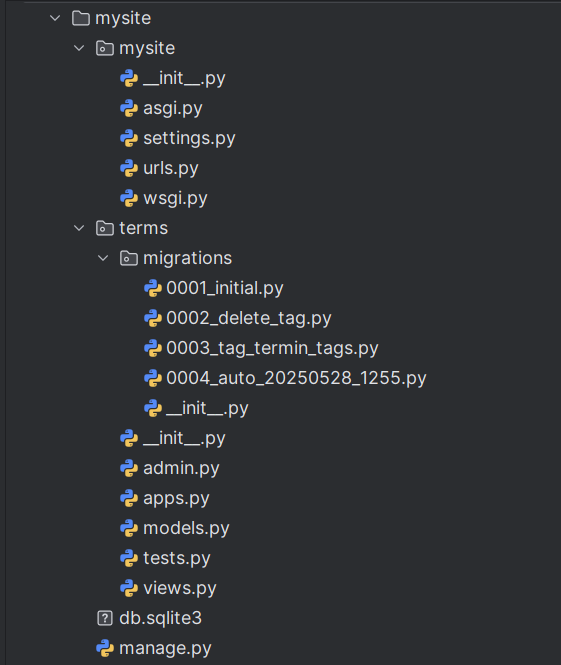 mysite
mysite
__init__.py
asgi.py
settings.py
urls.py
wsgi.py
terms
migrations
0001_initial.py
0002_delete_tag.py
0003_tag_termin_tags.py
0004_auto_20250528_1255.py
__init__.py
__init__.py
admin.py
apps.py
models.py
tests.py
views.py
db.sqlite3
manage.py